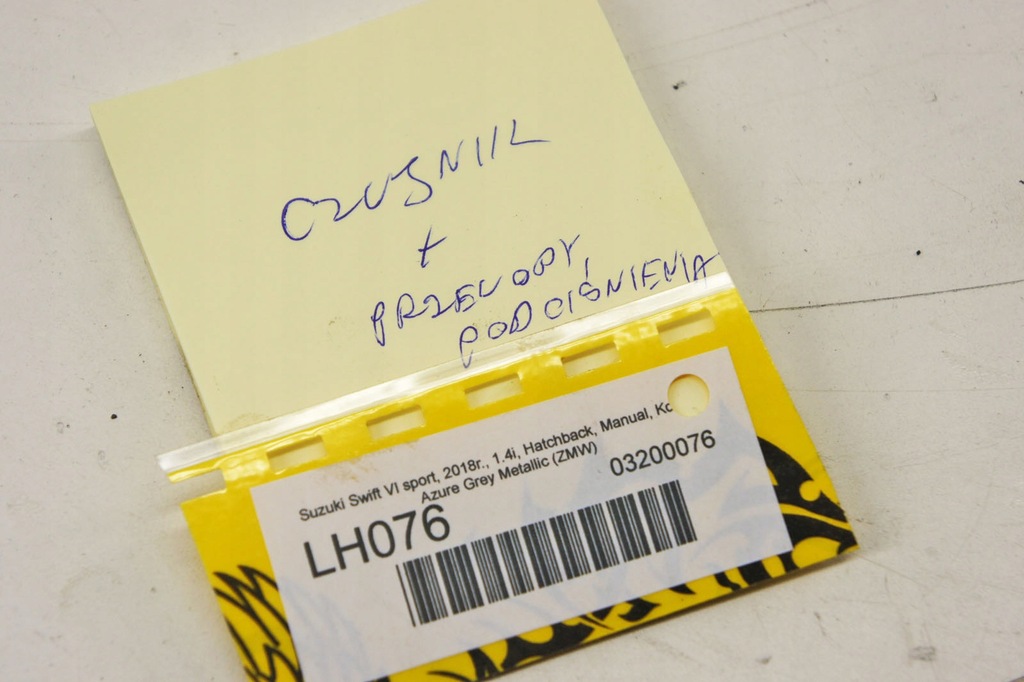 CZUJNIK
+
PRZEWODY,
PODCIŚNIENIA
Suzuki Swift VI sport, 2018r., 1.4i, Hatchback, Manual,
Azure Grey Metallic (ZMW)
03200076
LH076